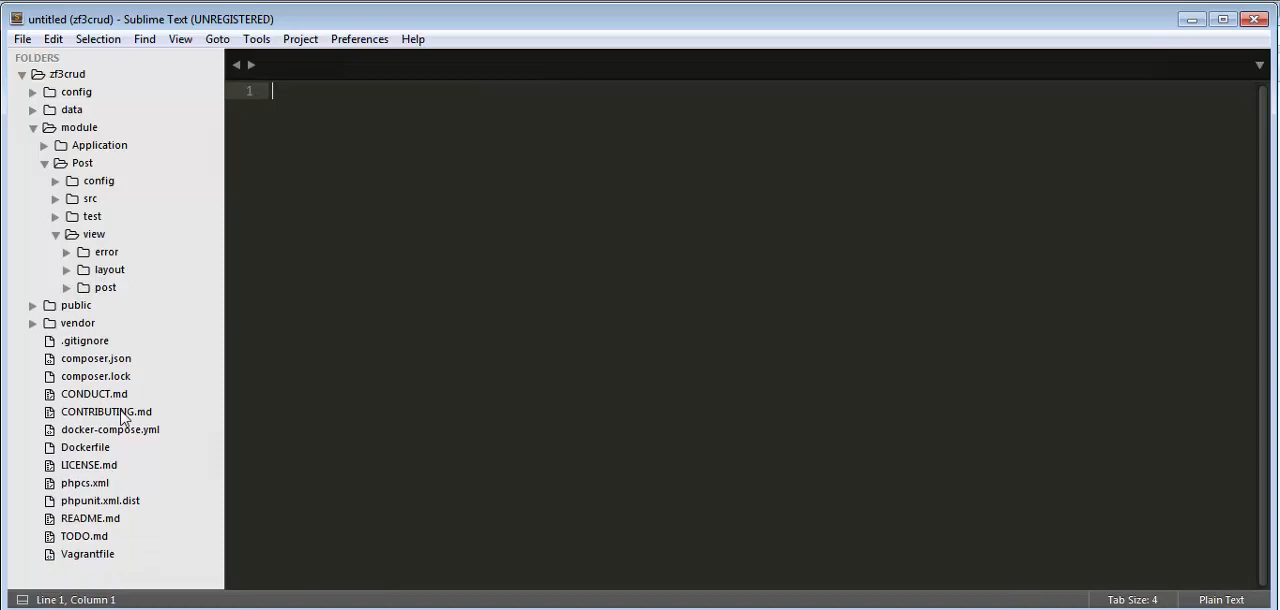 untitled (zf3crud) - Sublime Text (UNREGISTERED)
File Edit Selection Find View Goto Tools Project Preferences Help
FOLDERS
zf3crud
1
config
data
module
Application
Post
config
src
test
view
error
layout
post
public
vendor
.gitignore
composer.json
composer.lock
CONDUCT.md
CONTRIBUTING.md
docker-compose.yml
Dockerfile
LICENSE.md
phpcs.xml
phpunit.xml.dist
README.md
TODO.md
Vagrantfile
Line 1, Column 1 Tab Size: 4 Plain Text